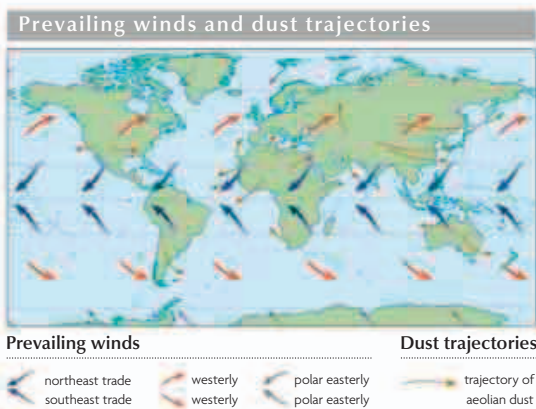 Prevailing winds and dust trajectories
Prevailing winds
northeast trade
southeast trade
westerly
westerly
polar easterly
polar easterly
Dust trajectories
trajectory of
aeolian dust